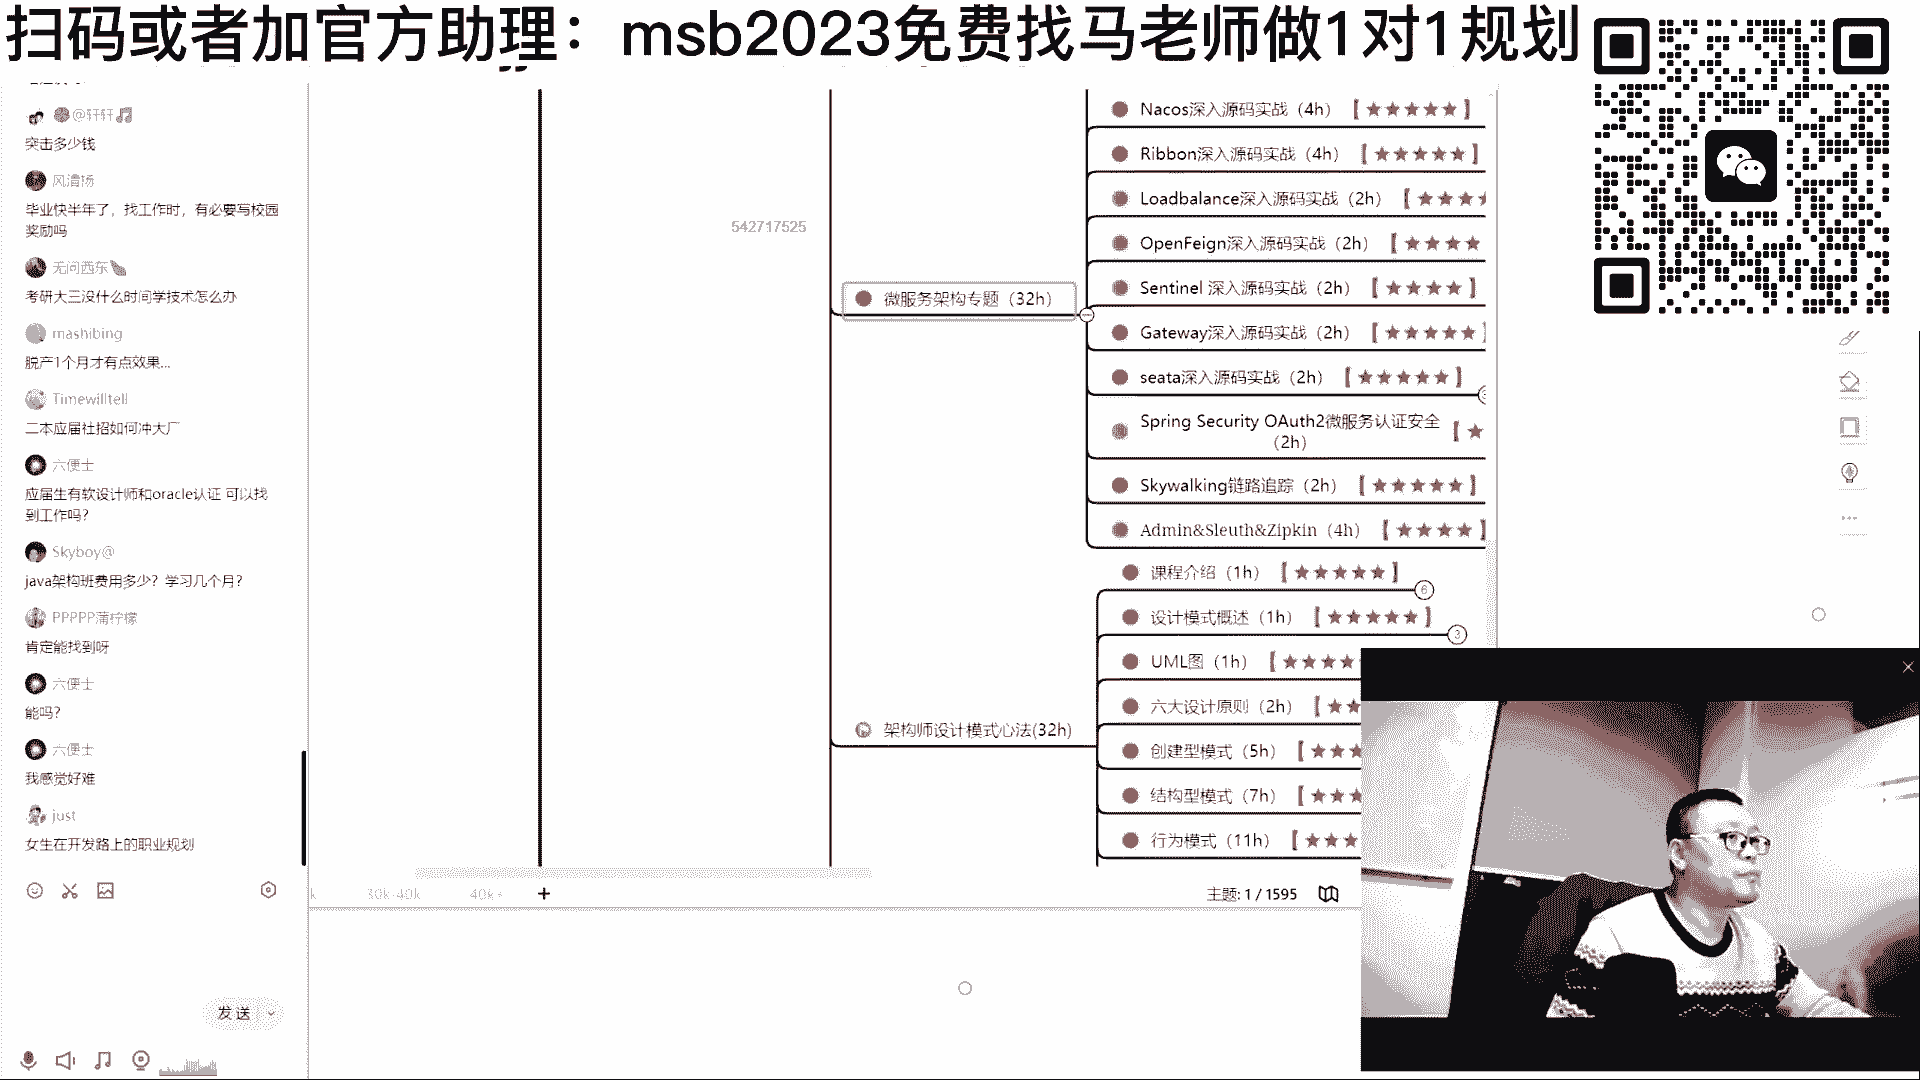 扫码或者加官方助理：msb2023免费找马老师做1对1规划
@轩轩
突击多少钱
风清扬
毕业快半年了，找工作时，有必要写校园
奖励吗
无问西东
考研大三没什么时间学技术怎么办
mashibing
脱产1个月才有点效果...
Timewilltell
二本应届社招如何冲大厂
六便士
应届生有软设计师和oracle认证 可以找
到工作吗？
Skyboy@
java架构班费用多少？学习几个月？
PPPPP蒲柠檬
肯定能找到呀
六便士
能吗？
六便士
我感觉好难
just
女生在开发路上的职业规划
发送
542717525
微服务架构专题（32h）
Nacos深入源码实战（4h）【★★★★★】
Ribbon深入源码实战（4h）【★★★★★】
Loadbalance深入源码实战（2h）【★★★★
OpenFeign深入源码实战（2h）【★★★★
Sentinel 深入源码实战（2h）【★★★★】
Gateway深入源码实战（2h）【★★★★★】
seata深入源码实战（2h）【★★★★★】
Spring Security OAuth2微服务认证安全
（2h）【★
Skywalking链路追踪（2h）【★★★★★】
Admin&Sleuth&Zipkin（4h）【★★★★】
架构师设计模式心法(32h)
课程介绍（1h）【★★★★★】
6
设计模式概述（1h）【★★★★★】
3
UML图（1h）【★★★★
六大设计原则（2h）【★★
创建型模式（5h）【★★★
结构型模式（7h）【★★★
行为模式（11h）【★★★
k
30k-40k
40k+
主题: 1 / 1595